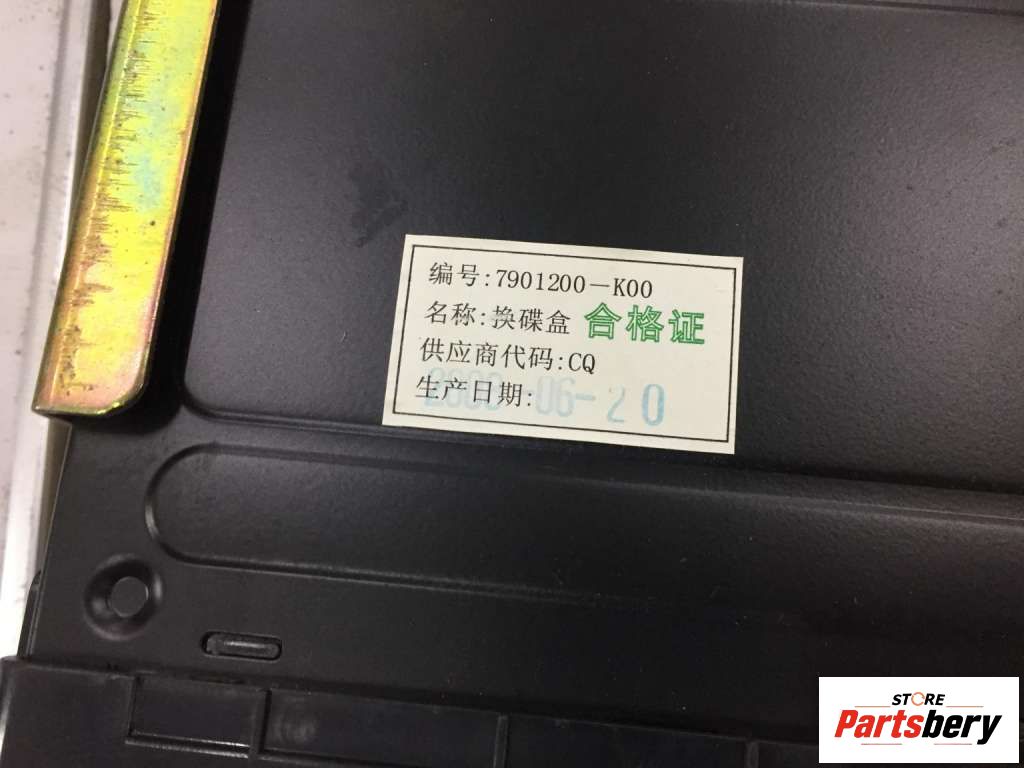 编号:7901200-K00
名称:换碟盒 合格证
供应商代码:CQ
生产日期: -06-20
STORE
Partsbery